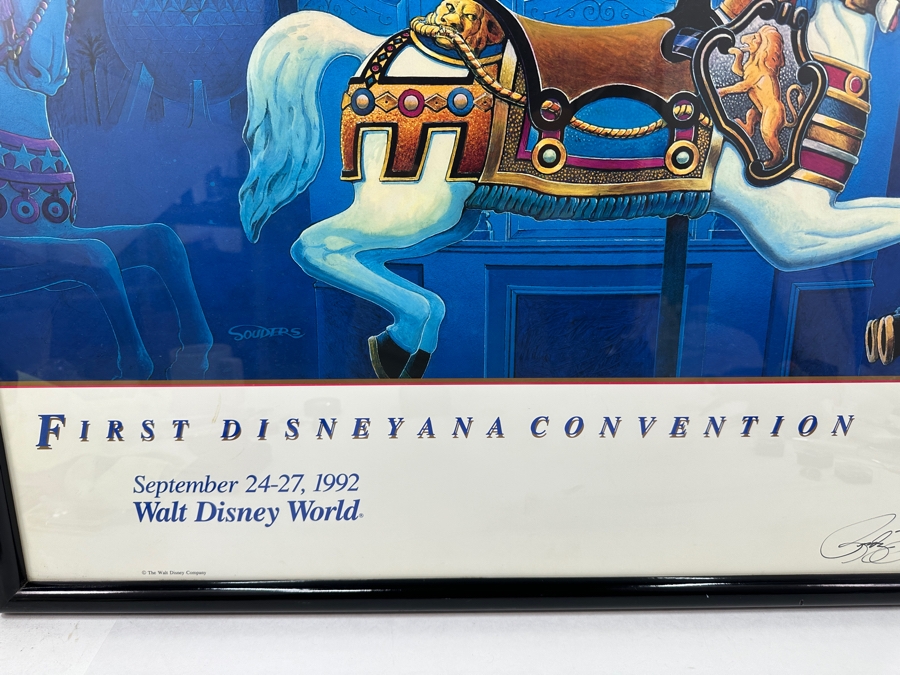 SOUDERS
FIRST DISNEYANA CONVENTION
September 24-27, 1992
Walt Disney World®
© The Walt Disney Company